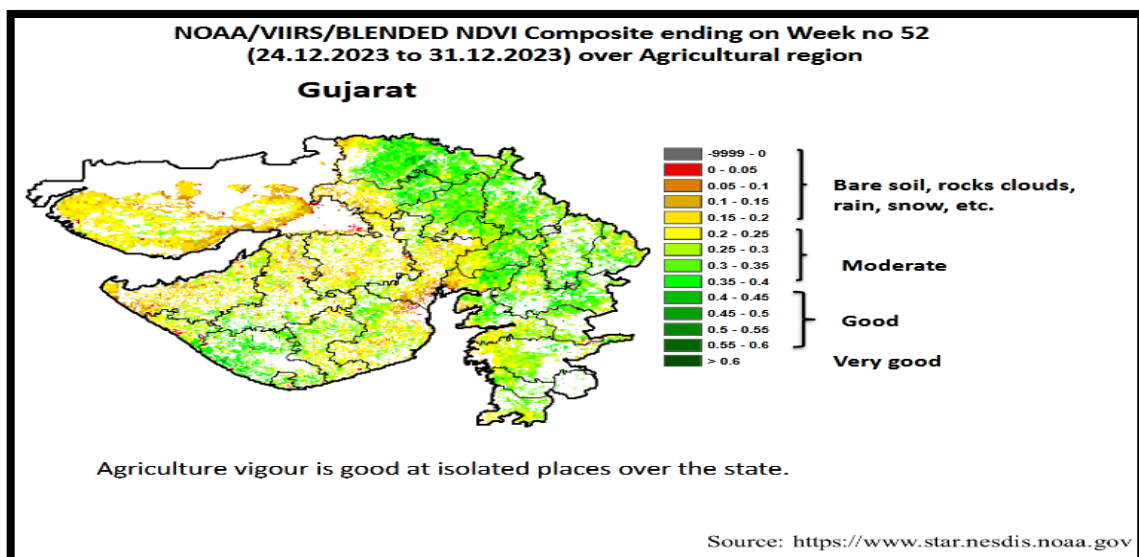 NOAA/VIIRS/BLENDED NDVI Composite ending on Week no 52
(24.12.2023 to 31.12.2023) over Agricultural region
Gujarat
-9999 - 0
0 - 0.05
0.05 - 0.1
0.1 - 0.15
0.15 - 0.2
0.2 - 0.25
0.25 - 0.3
0.3 - 0.35
0.35 - 0.4
0.4 - 0.45
0.45 - 0.5
0.5 - 0.55
0.55 - 0.6
> 0.6
Bare soil, rocks clouds,
rain, snow, etc.
Moderate
Good
Very good
Agriculture vigour is good at isolated places over the state.
Source: https://www.star.nesdis.noaa.gov